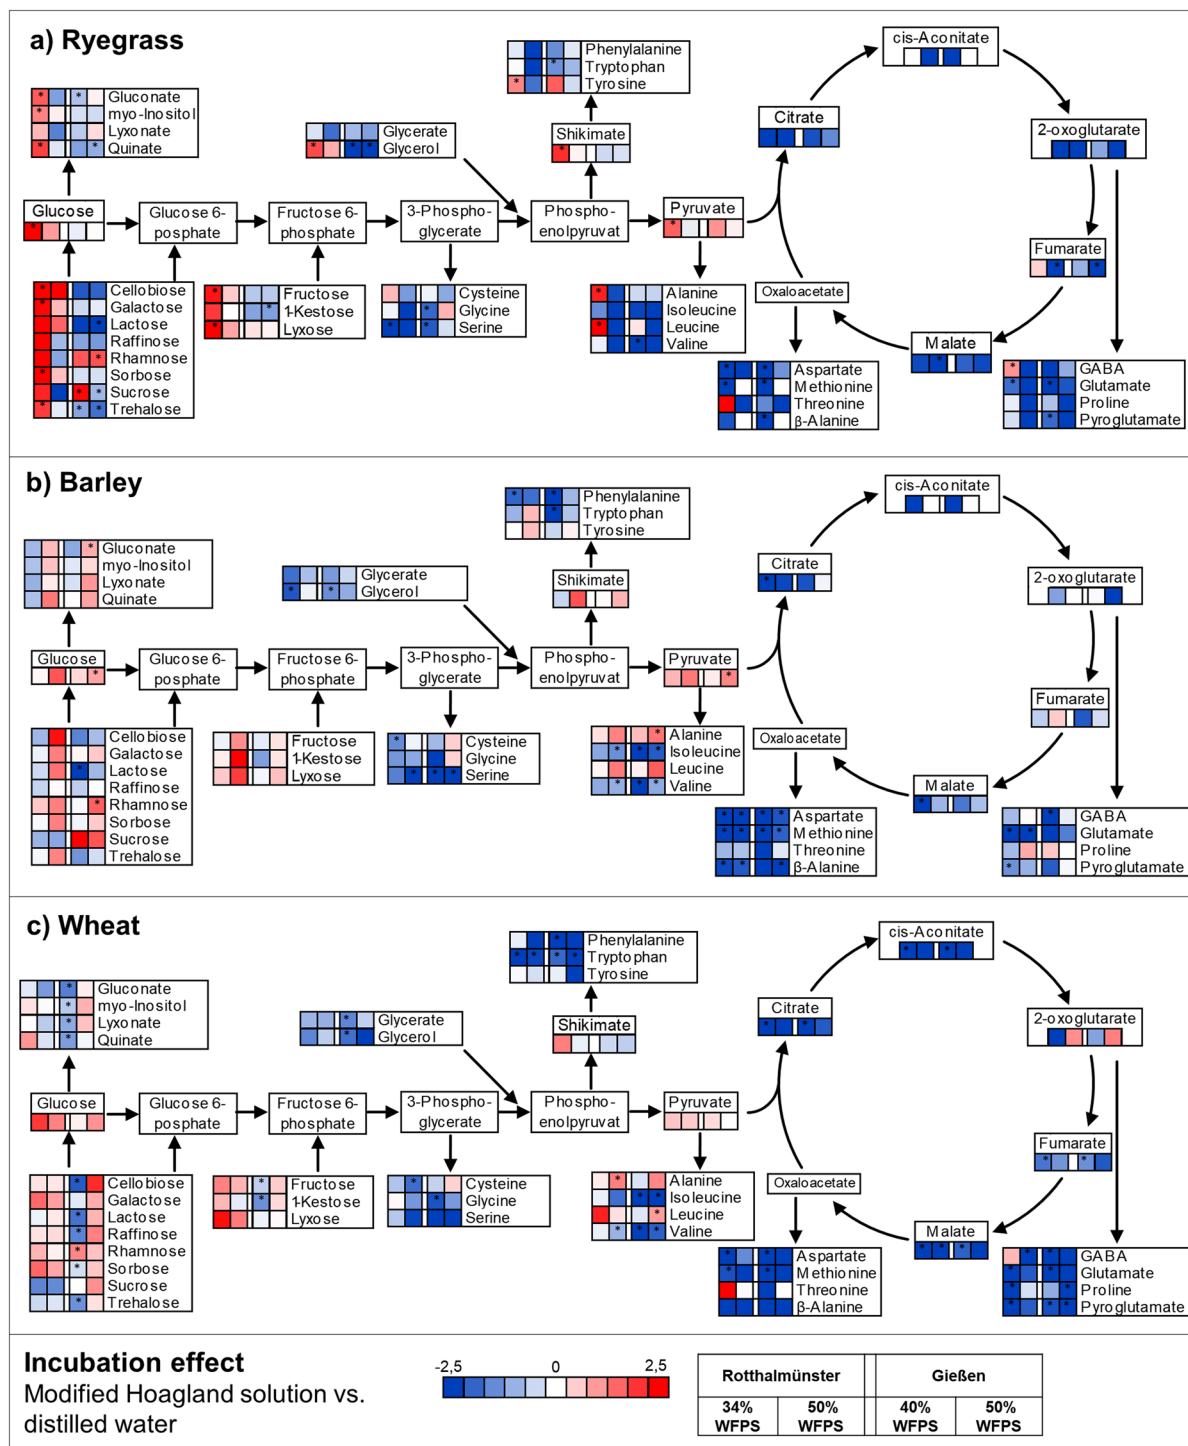 a) Ryegrass
Phenylalanine
Tryptophan
Tyrosine
cis-Aconitate
Gluconate
myo-Inositol
Lyxonate
Quinate
Glycerate
Glycerol
Shikimate
Citrate
2-oxoglutarate
Glucose
Glucose 6-
posphate
Fructose 6-
phosphate
3-Phospho-
glycerate
Phospho-
enolpyruvat
Pyruvate
Fumarate
Cellobiose
Galactose
Lactose
Raffinose
Rhamnose
Sorbose
Sucrose
Trehalose
Fructose
1-Kestose
Lyxose
Cysteine
Glycine
Serine
Alanine
Isoleucine
Leucine
Valine
Oxaloacetate
Malate
Aspartate
Methionine
Threonine
β-Alanine
GABA
Glutamate
Proline
Pyroglutamate
b) Barley
Phenylalanine
Tryptophan
Tyrosine
cis-Aconitate
Gluconate
myo-Inositol
Lyxonate
Quinate
Glycerate
Glycerol
Shikimate
Citrate
2-oxoglutarate
Glucose
Glucose 6-
posphate
Fructose 6-
phosphate
3-Phospho-
glycerate
Phospho-
enolpyruvat
Pyruvate
Fumarate
Cellobiose
Galactose
Lactose
Raffinose
Rhamnose
Sorbose
Sucrose
Trehalose
Fructose
1-Kestose
Lyxose
Cysteine
Glycine
Serine
Alanine
Isoleucine
Leucine
Valine
Oxaloacetate
Malate
Aspartate
Methionine
Threonine
β-Alanine
GABA
Glutamate
Proline
Pyroglutamate
c) Wheat
Phenylalanine
Tryptophan
Tyrosine
cis-Aconitate
Gluconate
myo-Inositol
Lyxonate
Quinate
Glycerate
Glycerol
Shikimate
Citrate
2-oxoglutarate
Glucose
Glucose 6-
posphate
Fructose 6-
phosphate
3-Phospho-
glycerate
Phospho-
enolpyruvat
Pyruvate
Fumarate
Cellobiose
Galactose
Lactose
Raffinose
Rhamnose
Sorbose
Sucrose
Trehalose
Fructose
1-Kestose
Lyxose
Cysteine
Glycine
Serine
Alanine
Isoleucine
Leucine
Valine
Oxaloacetate
Malate
Aspartate
Methionine
Threonine
β-Alanine
GABA
Glutamate
Proline
Pyroglutamate
Incubation effect
Modified Hoagland solution vs.
distilled water
-2,5 0 2,5
Rotthalmünster Gießen
34% 50% 40% 50%
WFPS WFPS WFPS WFPS